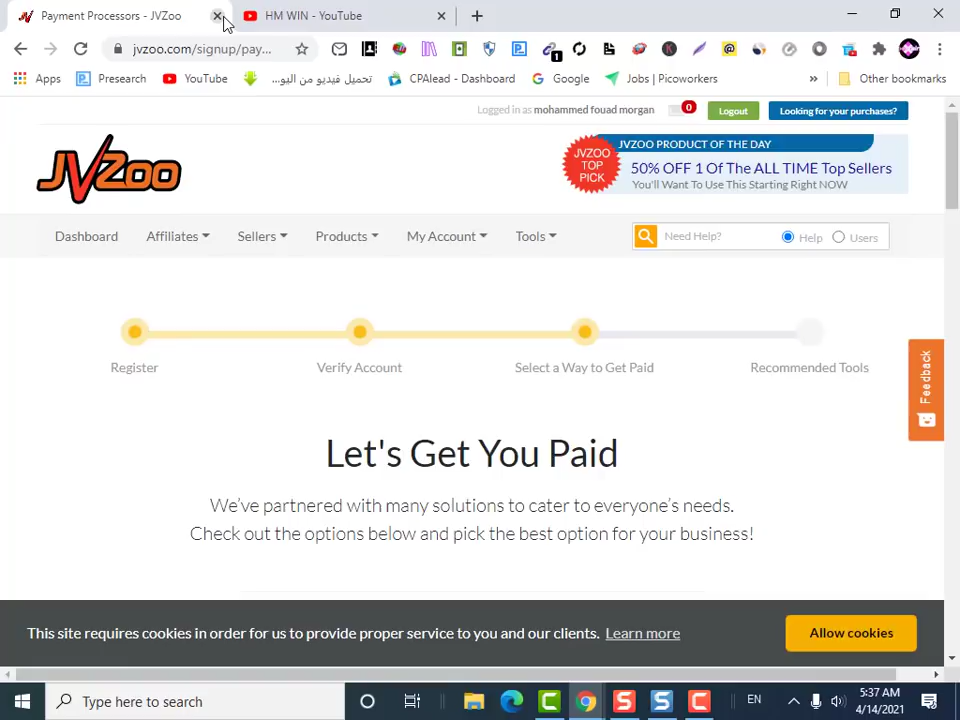 Payment Processors - JVZoo
HM WIN - YouTube
jvzoo.com/signup/pay...
1
Apps
Presearch
YouTube
تحميل فيديو من اليو...
CPAlead - Dashboard
Google
Jobs | Picoworkers
»
Other bookmarks
Logged in as mohammed fouad morgan
0
Logout
Looking for your purchases?
JVZOO
JVZOO TOP PICK
JVZOO PRODUCT OF THE DAY
50% OFF 1 Of The ALL TIME Top Sellers
You'll Want To Use This Starting Right NOW
Dashboard
Affiliates
Sellers
Products
My Account
Tools
Need Help?
Help
Users
Register
Verify Account
Select a Way to Get Paid
Recommended Tools
Feedback
Let's Get You Paid
We've partnered with many solutions to cater to everyone's needs.
Check out the options below and pick the best option for your business!
This site requires cookies in order for us to provide proper service to you and our clients. Learn more
Allow cookies
Type here to search
EN
5:37 AM
4/14/2021